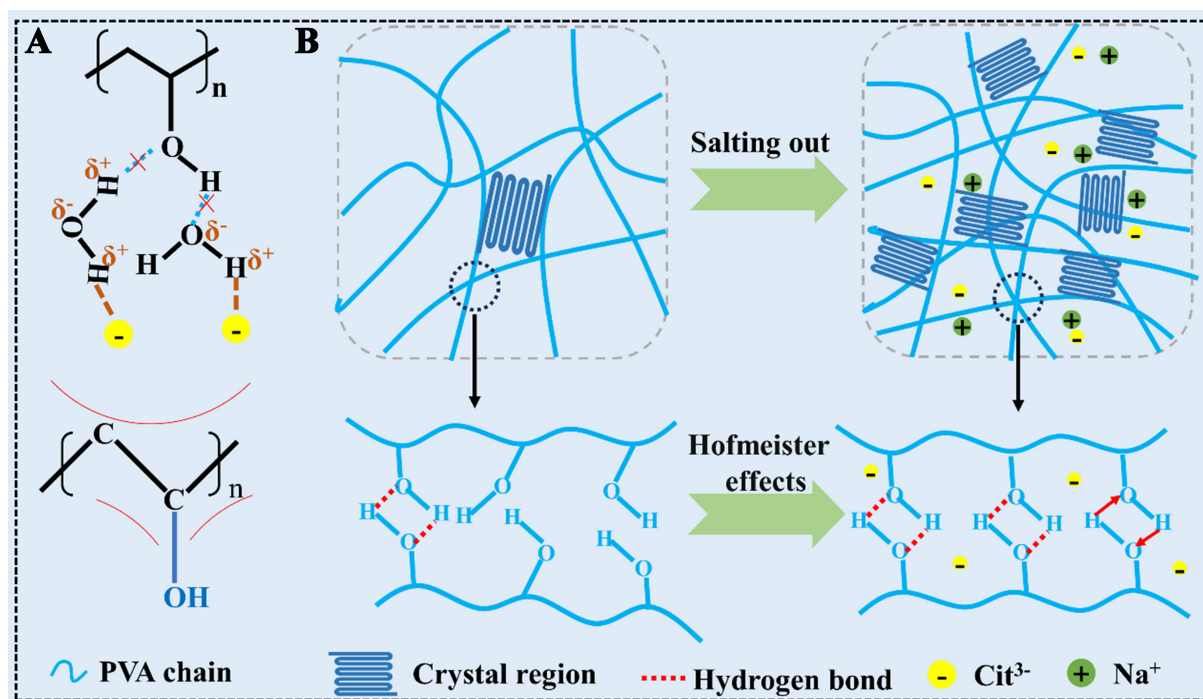 A
B
n
O
H
δ+
H
δ-
O
δ+
H
O
δ-
H
H
δ+
-
-
C
C
n
OH
Salting out
-
+
-
+
-
+
+
-
-
+
+
-
Hofmeister
effects
O
H
H
O
H
O
H
O
O
H
H
O
-
-
O
H
H
O
O
H
H
O
O
H
H
O
-
-
PVA chain
Crystal region
Hydrogen bond
- Cit3-
+ Na+